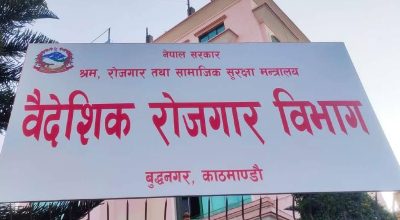 नेपाल सरकार
श्रम, रोजगार तथा सामाजिक सुरक्षा मन्त्रालय
वैदेशिक रोजगार विभाग
बुद्धनगर, काठमाण्डौ